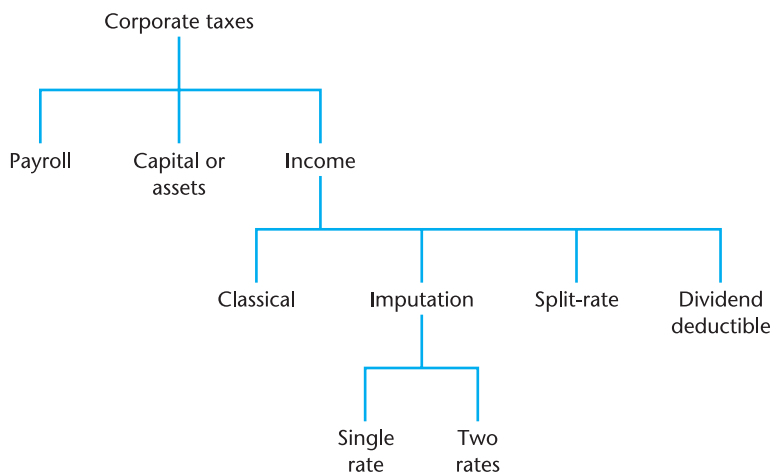 Corporate taxes
Payroll
Capital or
assets
Income
Classical
Imputation
Split-rate
Dividend
deductible
Single
rate
Two
rates